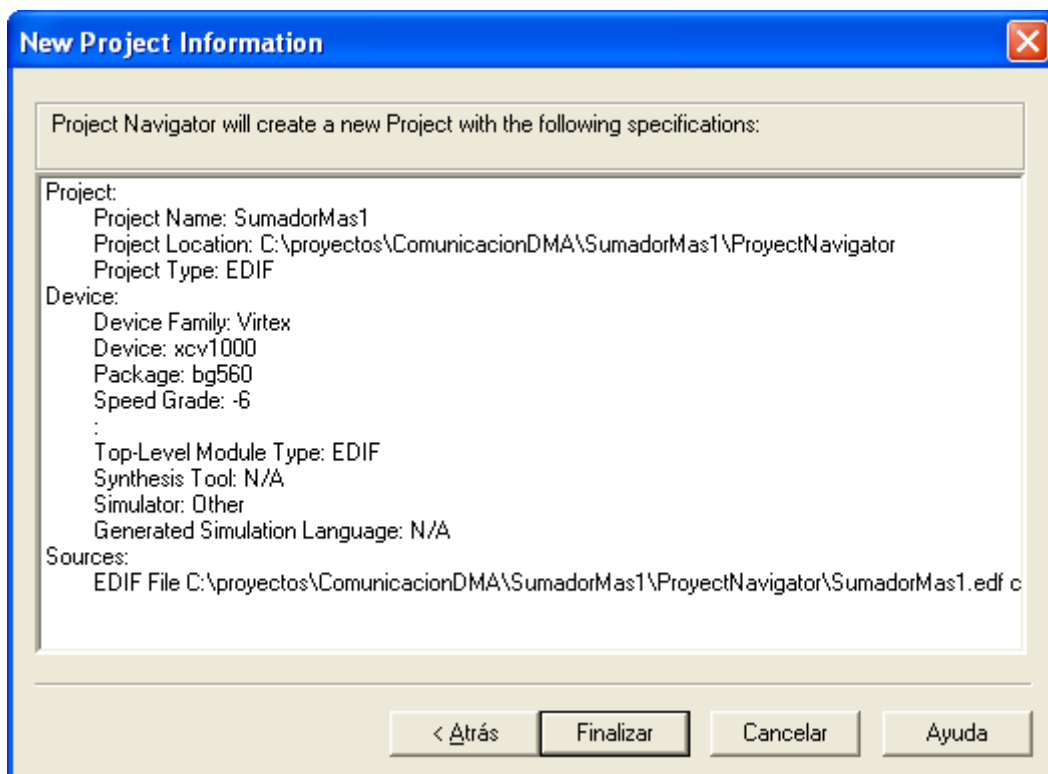 New Project Information
Project Navigator will create a new Project with the following specifications:
Project:
Project Name: SumadorMas1
Project Location: C:\proyectos\ComunicacionDMA\SumadorMas1\ProyectNavigator
Project Type: EDIF
Device:
Device Family: Virtex
Device: xcv1000
Package: bg560
Speed Grade: -6
:
Top-Level Module Type: EDIF
Synthesis Tool: N/A
Simulator: Other
Generated Simulation Language: N/A
Sources:
EDIF File C:\proyectos\ComunicacionDMA\SumadorMas1\ProyectNavigator\SumadorMas1.edf c
< Atrás Finalizar Cancelar Ayuda